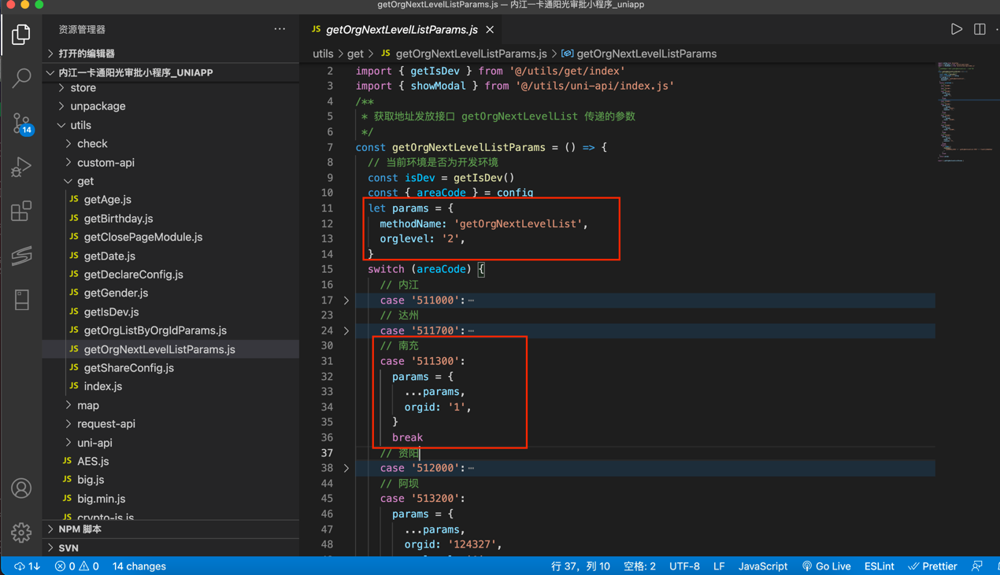 getOrgNextLevelListParams.js — 内江一卡通阳光审批小程序_uniapp
资源管理器
打开的编辑器
内江一卡通阳光审批小程序_UNIAPP
store
unpackage
utils
check
custom-api
get
JS getAge.js
JS getBirthday.js
JS getClosePageModule.js
JS getDate.js
JS getDeclareConfig.js
JS getGender.js
JS getIsDev.js
JS getOrgListByOrgIdParams.js
JS getOrgNextLevelListParams.js
JS getShareConfig.js
JS index.js
map
request-api
uni-api
JS AES.js
JS big.js
JS big.min.js
JS crypto-js.js
NPM 脚本
SVN
14
JS getOrgNextLevelListParams.js
utils > get > JS getOrgNextLevelListParams.js > getOrgNextLevelListParams
2 import { getIsDev } from '@/utils/get/index'
3 import { showModal } from '@/utils/uni-api/index.js'
4 /**
5 * 获取地址发放接口 getOrgNextLevelList 传递的参数
6 */
7 const getOrgNextLevelListParams = () => {
8 // 当前环境是否为开发环境
9 const isDev = getIsDev()
10 const { areaCode } = config
11 let params = {
12 methodName: 'getOrgNextLevelList',
13 orglevel: '2',
14 }
15 switch (areaCode) {
16 // 内江
17 case '511000':…
23 // 达州
24 case '511700':…
30 // 南充
31 case '511300':
32 params = {
33 ...params,
34 orgid: '1',
35 }
36 break
37 // 资阳
38 case '512000':…
44 // 阿坝
45 case '513200':
46 params = {
47 ...params,
48 orgid: '124327',
1↓ 0 0 14 changes
行 37，列 10 空格: 2 UTF-8 LF JavaScript Go Live ESLint Prettier